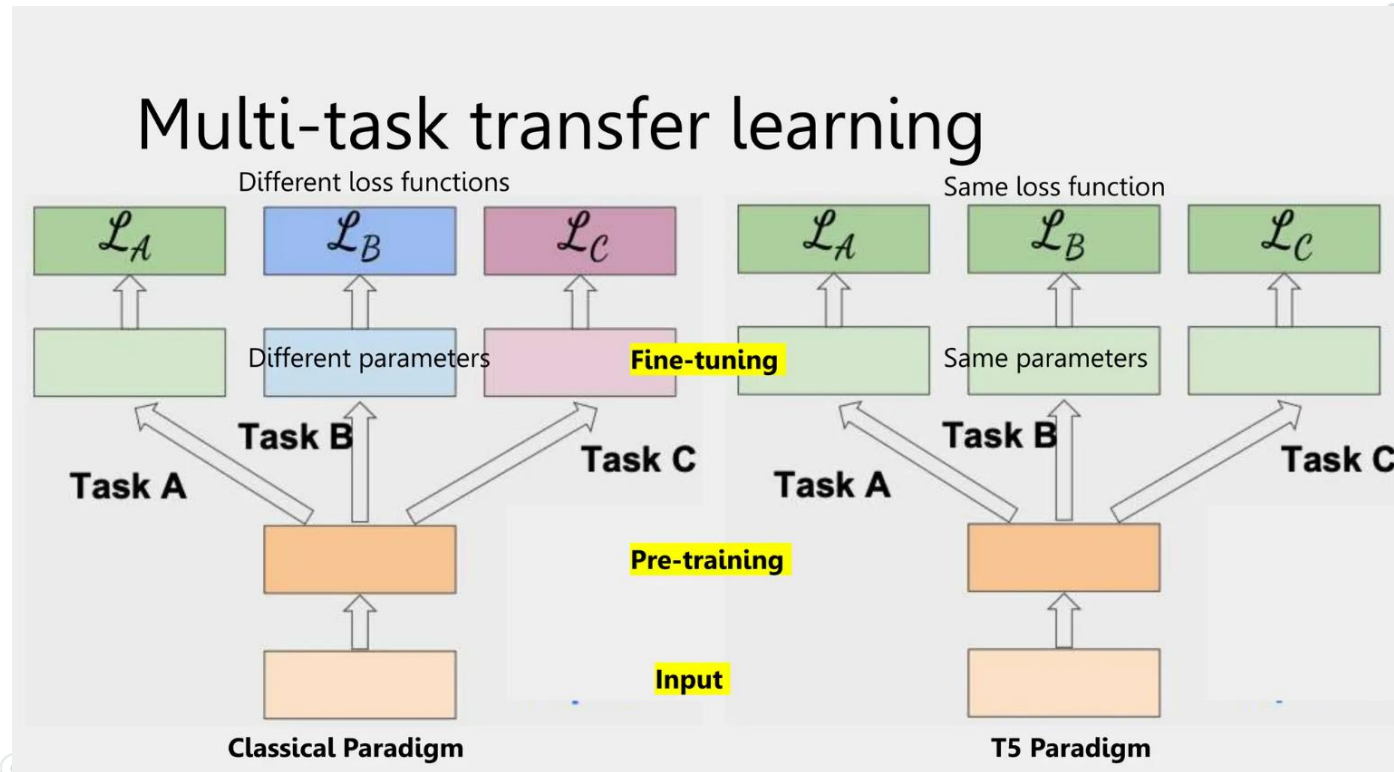 Multi-task transfer learning
Different loss functions
Same loss function
ℒA
ℒB
ℒC
ℒA
ℒB
ℒC
Different parameters
Fine-tuning
Same parameters
Task B
Task A
Task C
Task B
Task A
Task C
Pre-training
Input
Classical Paradigm
T5 Paradigm